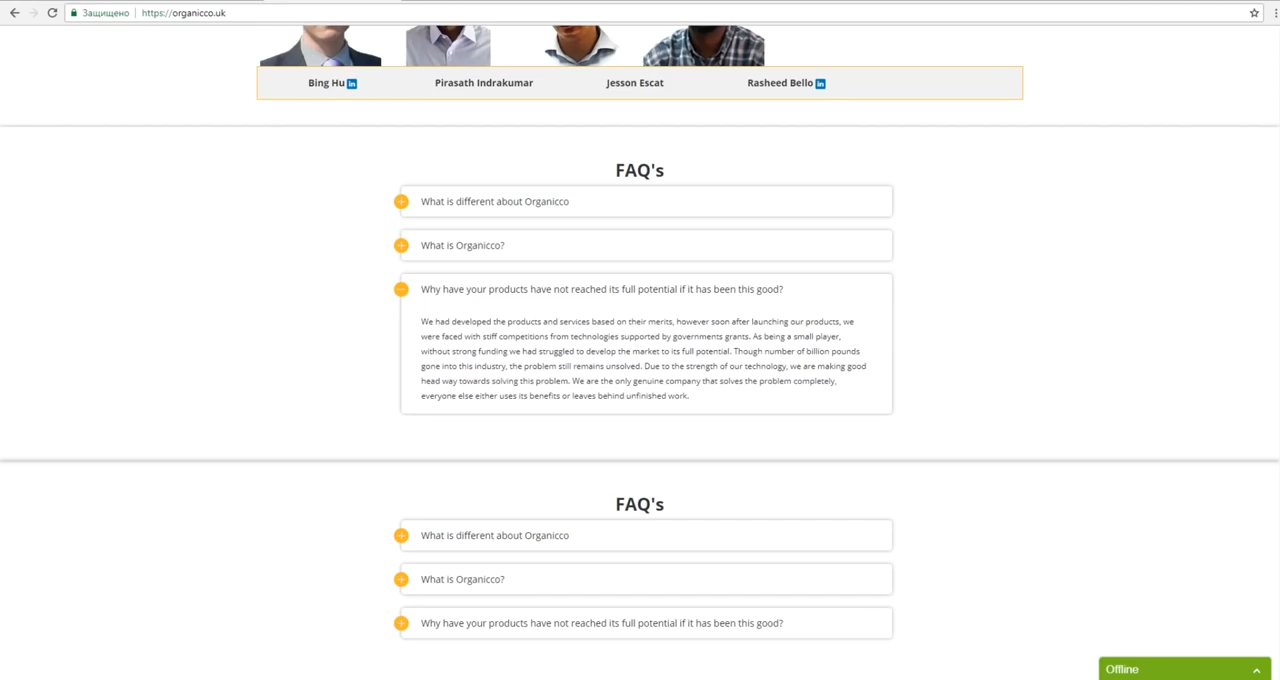 Защищено https://organicco.uk
Bing Hu in Pirasath Indrakumar Jesson Escat Rasheed Bello in
FAQ's
What is different about Organicco
What is Organicco?
Why have your products have not reached its full potential if it has been this good?
We had developed the products and services based on their merits, however soon after launching our products, we
were faced with stiff competitions from technologies supported by governments grants. As being a small player,
without strong funding we had struggled to develop the market to its full potential. Though number of billion pounds
gone into this industry, the problem still remains unsolved. Due to the strength of our technology, we are making good
head way towards solving this problem. We are the only genuine company that solves the problem completely,
everyone else either uses its benefits or leaves behind unfinished work.
FAQ's
What is different about Organicco
What is Organicco?
Why have your products have not reached its full potential if it has been this good?
Offline